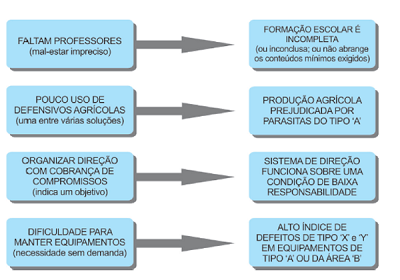 FALTAM PROFESSORES
(mal-estar impreciso)
FORMAÇÃO ESCOLAR É
INCOMPLETA
(ou inconclusa; ou não abrange
os conteúdos mínimos exigidos)
POUCO USO DE
DEFENSIVOS AGRÍCOLAS
(uma entre várias soluções)
PRODUÇÃO AGRÍCOLA
PREJUDICADA POR
PARASITAS DO TIPO 'A'
ORGANIZAR DIREÇÃO
COM COBRANÇA DE
COMPROMISSOS
(indica um objetivo)
SISTEMA DE DIREÇÃO
FUNCIONA SOBRE UMA
CONDIÇÃO DE BAIXA
RESPONSABILIDADE
DIFICULDADE PARA
MANTER EQUIPAMENTOS
(necessidade sem demanda)
ALTO ÍNDICE DE
DEFEITOS DE TIPO 'X' e 'Y'
EM EQUIPAMENTOS DE
TIPO 'A' OU DA ÁREA 'B'